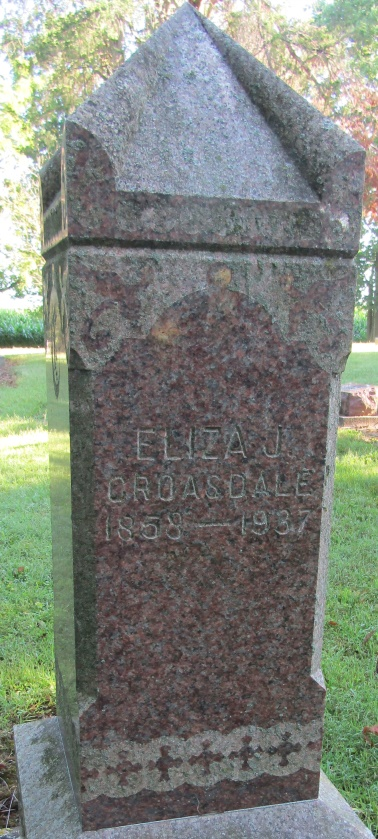 ELIZA J.
CROASDALE
1858 — 1937